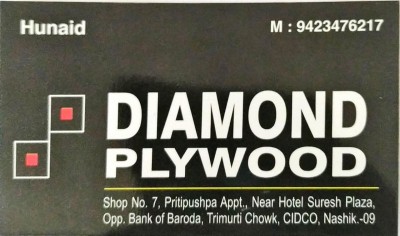 Hunaid
M : 9423476217
DIAMOND
PLYWOOD
Shop No. 7, Pritipushpa Appt., Near Hotel Suresh Plaza,
Opp. Bank of Baroda, Trimurti Chowk, CIDCO, Nashik.-09